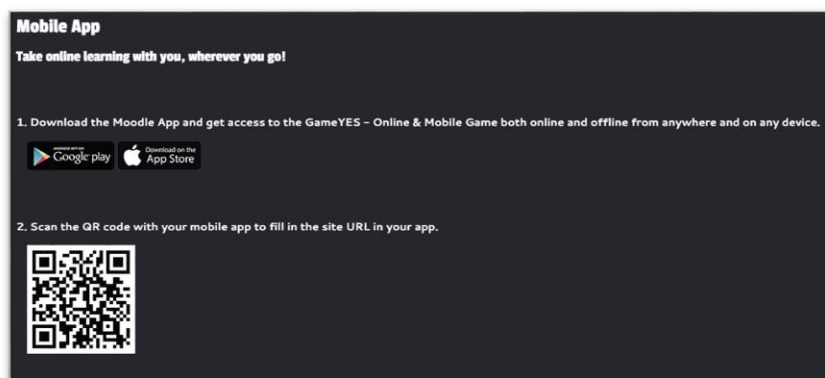 Mobile App
Take online learning with you, wherever you go!
1. Download the Moodle App and get access to the GameYES – Online & Mobile Game both online and offline from anywhere and on any device.
ANDROID APP ON
Google play
Download on the
App Store
2. Scan the QR code with your mobile app to fill in the site URL in your app.